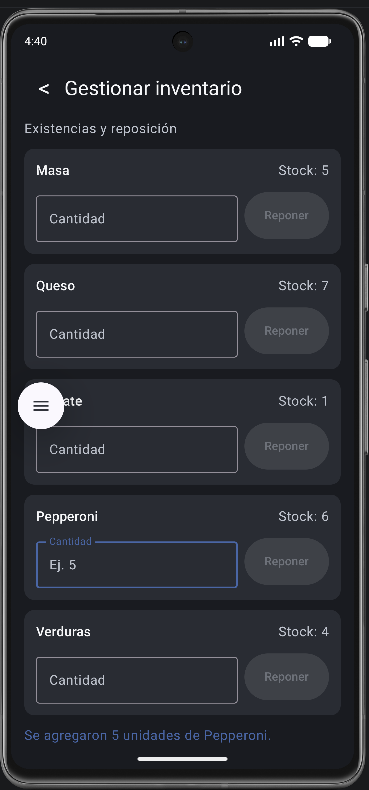 4:40
< Gestionar inventario
Existencias y reposición
Masa Stock: 5
Cantidad Reponer
Queso Stock: 7
Cantidad Reponer
ate Stock: 1
Cantidad Reponer
Pepperoni Stock: 6
Cantidad
Ej. 5 Reponer
Verduras Stock: 4
Cantidad Reponer
Se agregaron 5 unidades de Pepperoni.